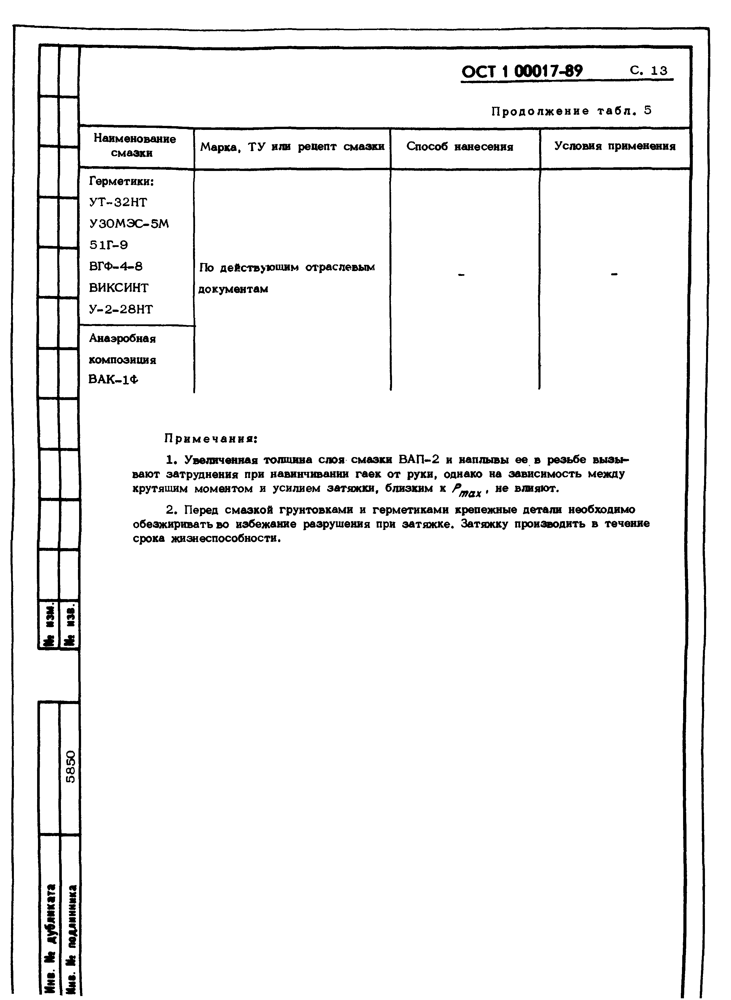 ОСТ 1 00017-89 С. 13
Продолжение табл. 5
Наименование смазки
Марка, ТУ или рецепт смазки
Способ нанесения
Условия применения
Герметики:
УТ-32НТ
У30МЭС-5М
51Г-9
ВГФ-4-8
ВИКСИНТ
У-2-28НТ
По действующим отраслевым
документам
-
-
Анаэробная
композиция
ВАК-1Ф
Примечания:
1. Увеличенная толщина слоя смазки ВАП-2 и наплывы ее в резьбе вызы-
вают затруднения при навинчивании гаек от руки, однако на зависимость между
крутящим моментом и усилием затяжки, близким к P max, не влияют.
2. Перед смазкой грунтовками и герметиками крепежные детали необходимо
обезжиривать во избежание разрушения при затяжке. Затяжку производить в течение
срока жизнеспособности.
№ изм.
№ изв.
5850
Инв. № дубликата
Инв. № подлинника